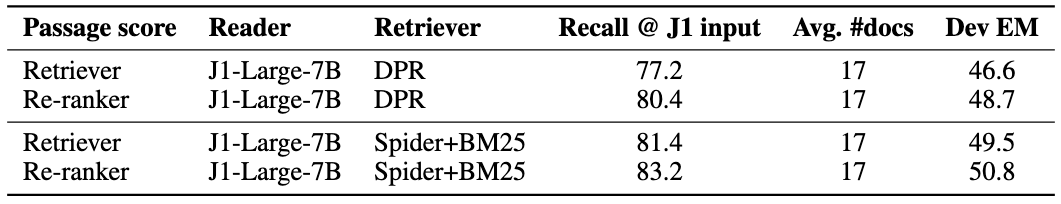 Passage score Reader Retriever Recall @ J1 input Avg. #docs Dev EM
Retriever J1-Large-7B DPR 77.2 17 46.6
Re-ranker J1-Large-7B DPR 80.4 17 48.7
Retriever J1-Large-7B Spider+BM25 81.4 17 49.5
Re-ranker J1-Large-7B Spider+BM25 83.2 17 50.8